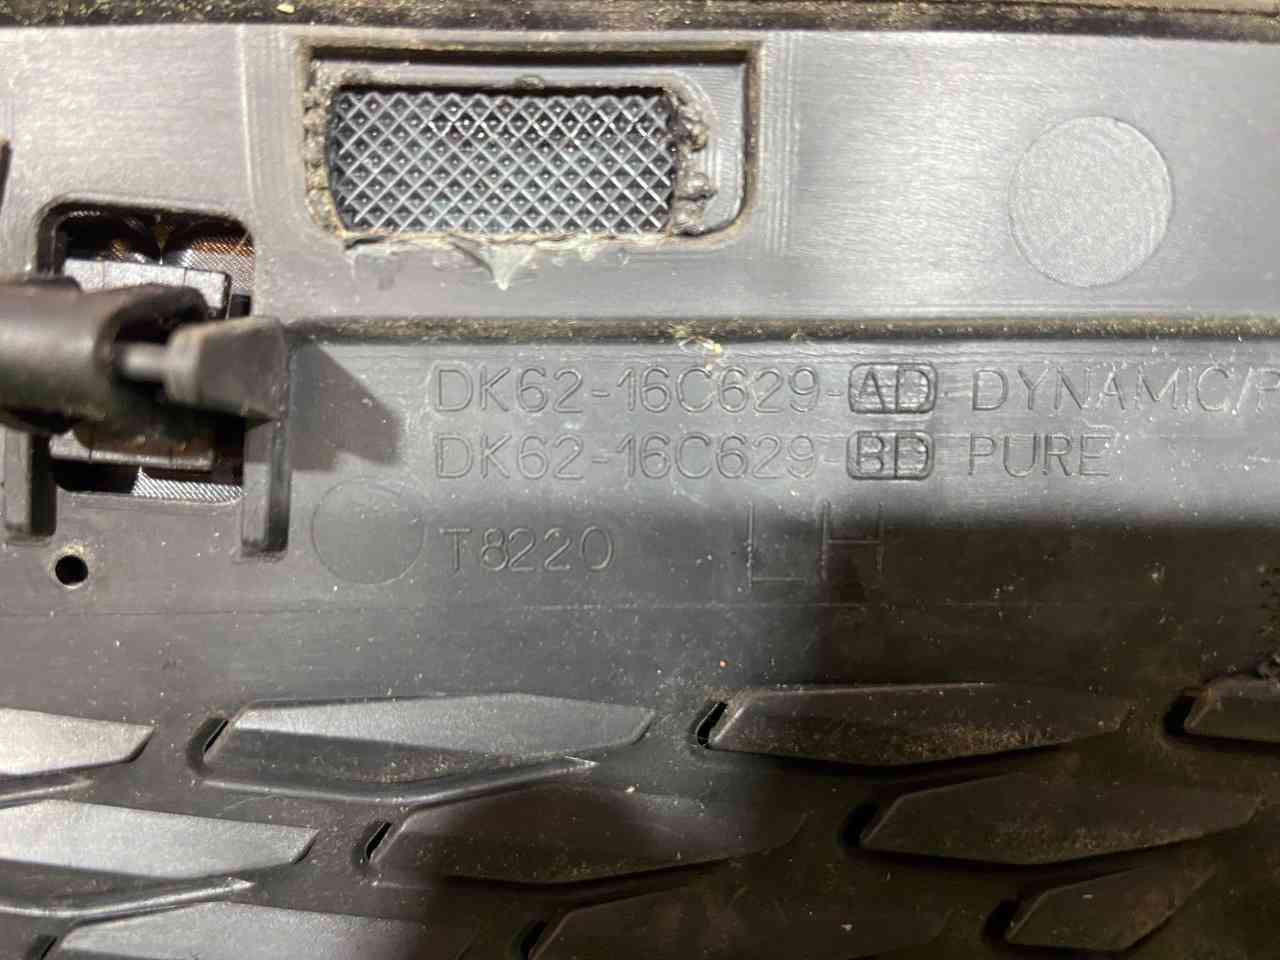 DK62-16C629-AD DYNAMIC/P
DK62-16C629-BD PURE
T8220 LH